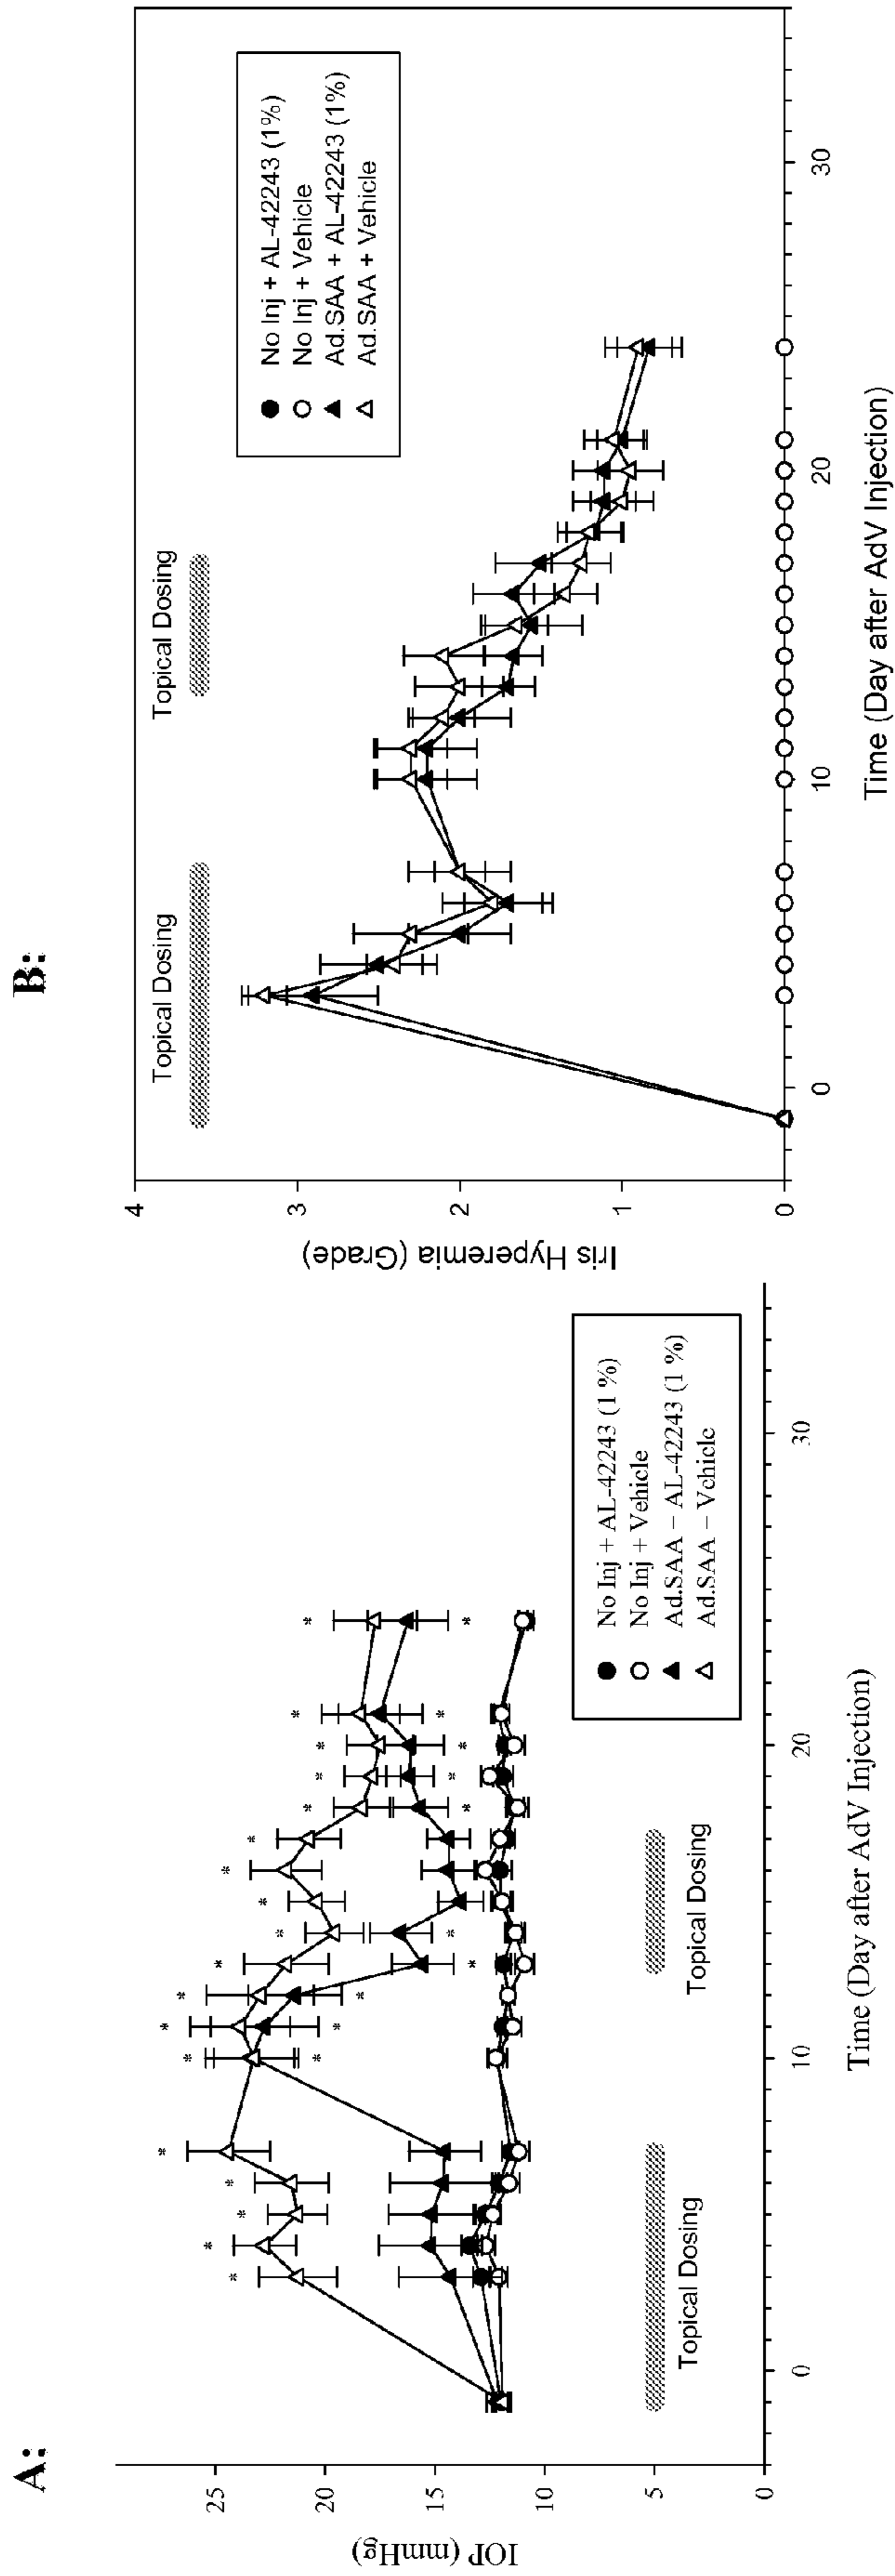 A:
IOP (mmHg)
25
20
15
10
5
0
* * * * * * * * * * * * * * * * * * *
* * * * * * * * * *
Topical Dosing
Topical Dosing
No Inj + AL-42243 (1 %)
No Inj + Vehicle
Ad.SAA – AL-42243 (1 %)
Ad.SAA – Vehicle
0
10
20
30
Time (Day after AdV Injection)
B:
Iris Hyperemia (Grade)
4
3
2
1
0
Topical Dosing
Topical Dosing
No Inj + AL-42243 (1%)
No Inj + Vehicle
Ad.SAA + AL-42243 (1%)
Ad.SAA + Vehicle
0
10
20
30
Time (Day after AdV Injection)